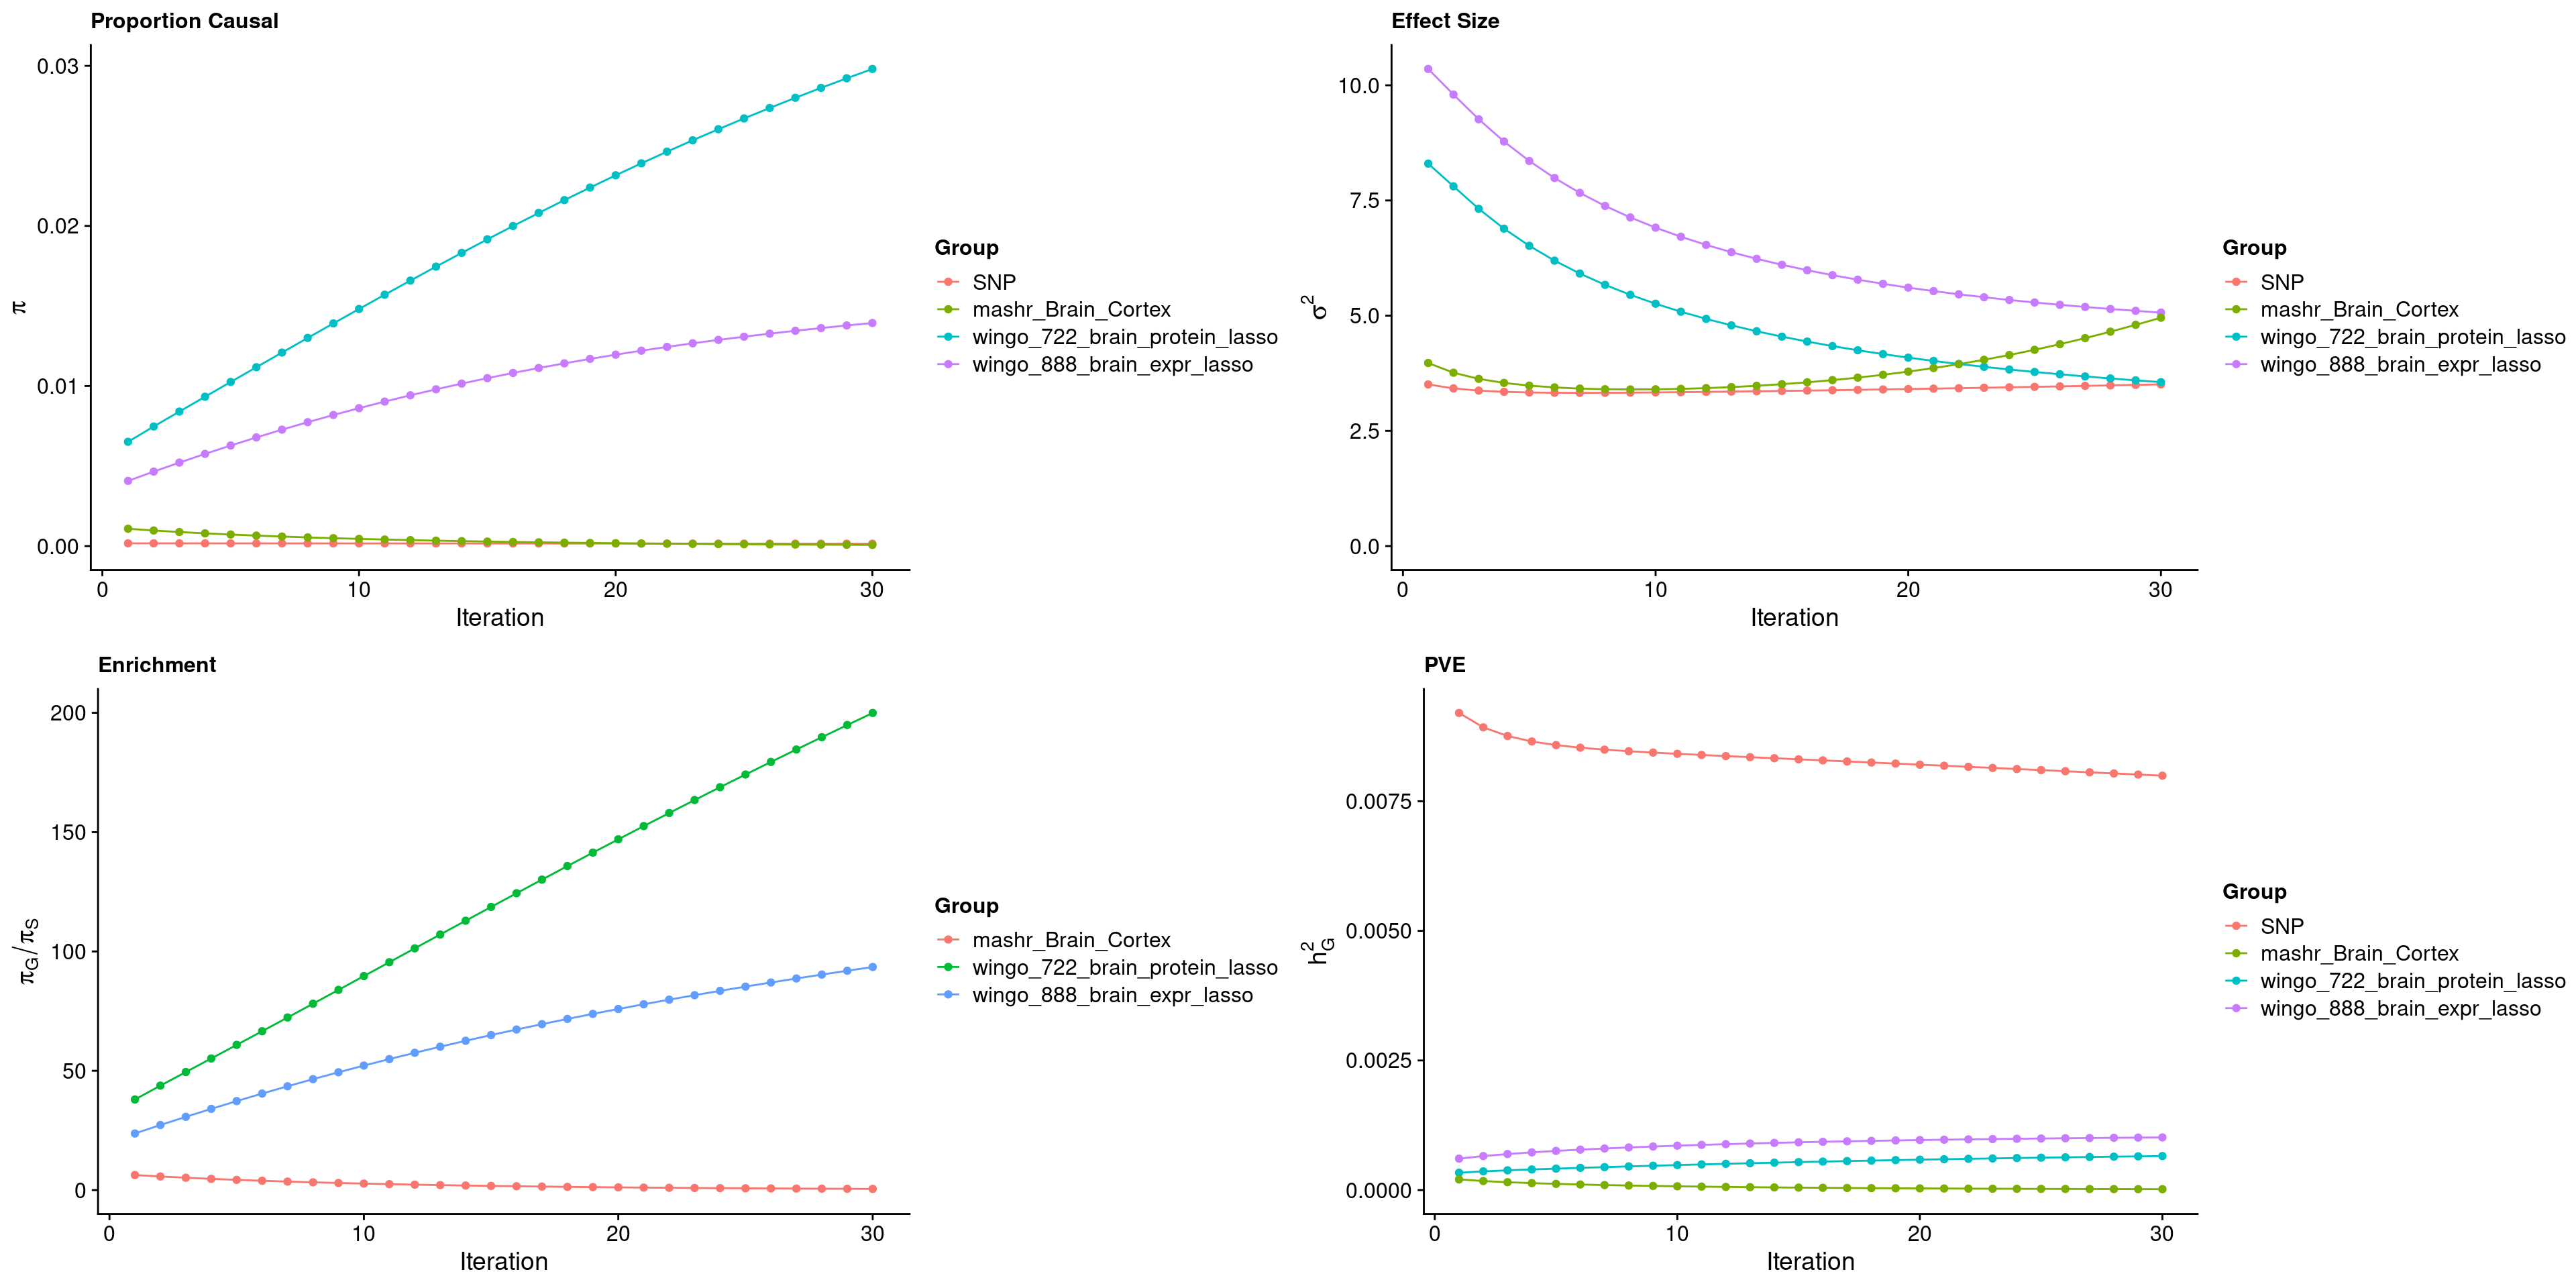 Proportion Causal
0.03
0.02
0.01
0.00
π
0
10
20
30
Iteration
Group
SNP
mashr_Brain_Cortex
wingo_722_brain_protein_lasso
wingo_888_brain_expr_lasso
Effect Size
10.0
7.5
5.0
2.5
0.0
σ²
0
10
20
30
Iteration
Group
SNP
mashr_Brain_Cortex
wingo_722_brain_protein_lasso
wingo_888_brain_expr_lasso
Enrichment
200
150
100
50
0
πG/πS
0
10
20
30
Iteration
Group
mashr_Brain_Cortex
wingo_722_brain_protein_lasso
wingo_888_brain_expr_lasso
PVE
0.0075
0.0050
0.0025
0.0000
h²G
0
10
20
30
Iteration
Group
SNP
mashr_Brain_Cortex
wingo_722_brain_protein_lasso
wingo_888_brain_expr_lasso